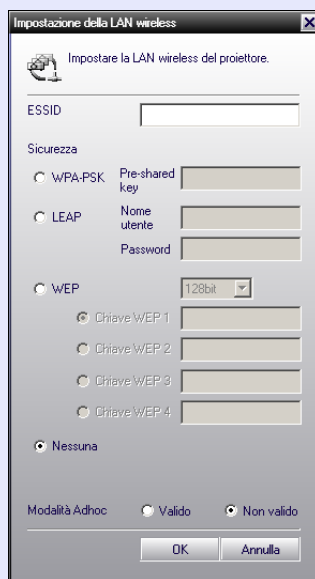 Impostazione della LAN wireless
Impostare la LAN wireless del proiettore.
ESSID
Sicurezza
WPA-PSK
Pre-shared
key
LEAP
Nome
utente
Password
WEP
128bit
Chiave WEP 1
Chiave WEP 2
Chiave WEP 3
Chiave WEP 4
Nessuna
Modalità Adhoc
Valido
Non valido
OK
Annulla